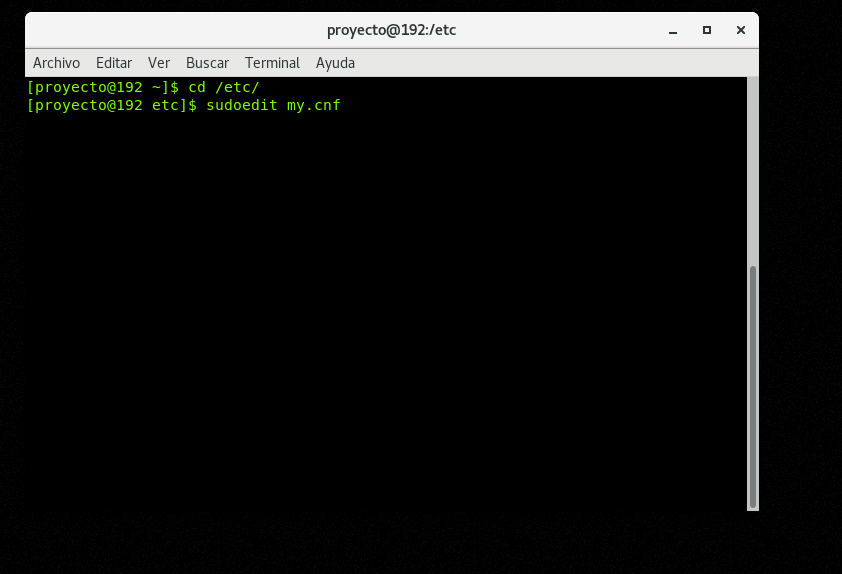 proyecto@192:/etc
Archivo Editar Ver Buscar Terminal Ayuda
[proyecto@192 ~]$ cd /etc/
[proyecto@192 etc]$ sudoedit my.cnf